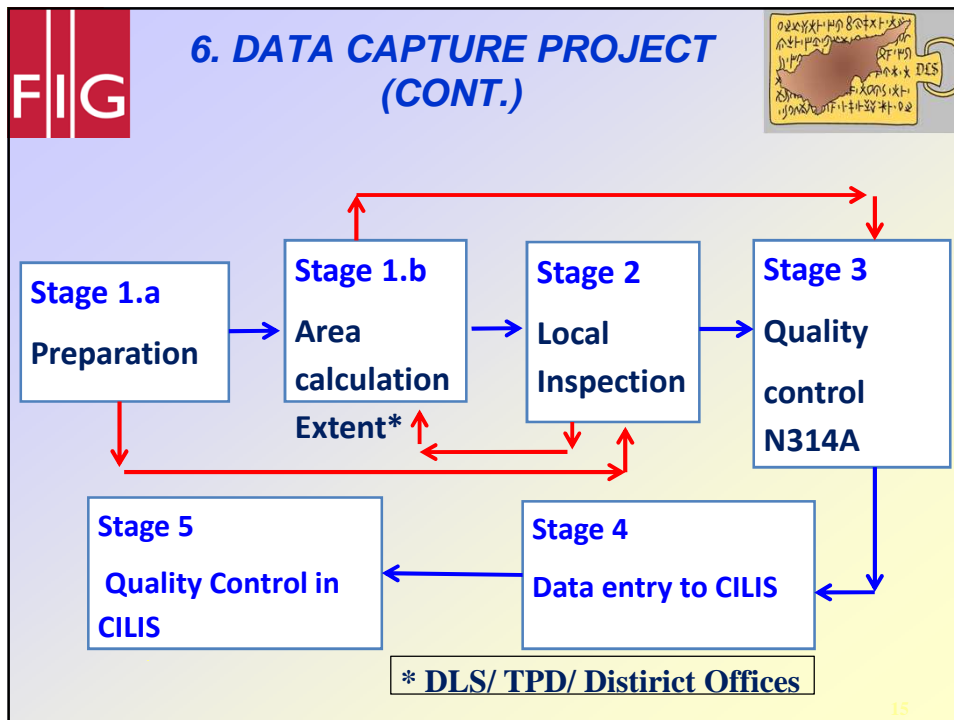 FIG
6. DATA CAPTURE PROJECT
(CONT.)
DLS
Stage 1.a
Preparation
Stage 1.b
Area
calculation
Extent*
Stage 2
Local
Inspection
Stage 3
Quality
control
N314A
Stage 5
Quality Control in
CILIS
Stage 4
Data entry to CILIS
* DLS/ TPD/ Distirict Offices
15